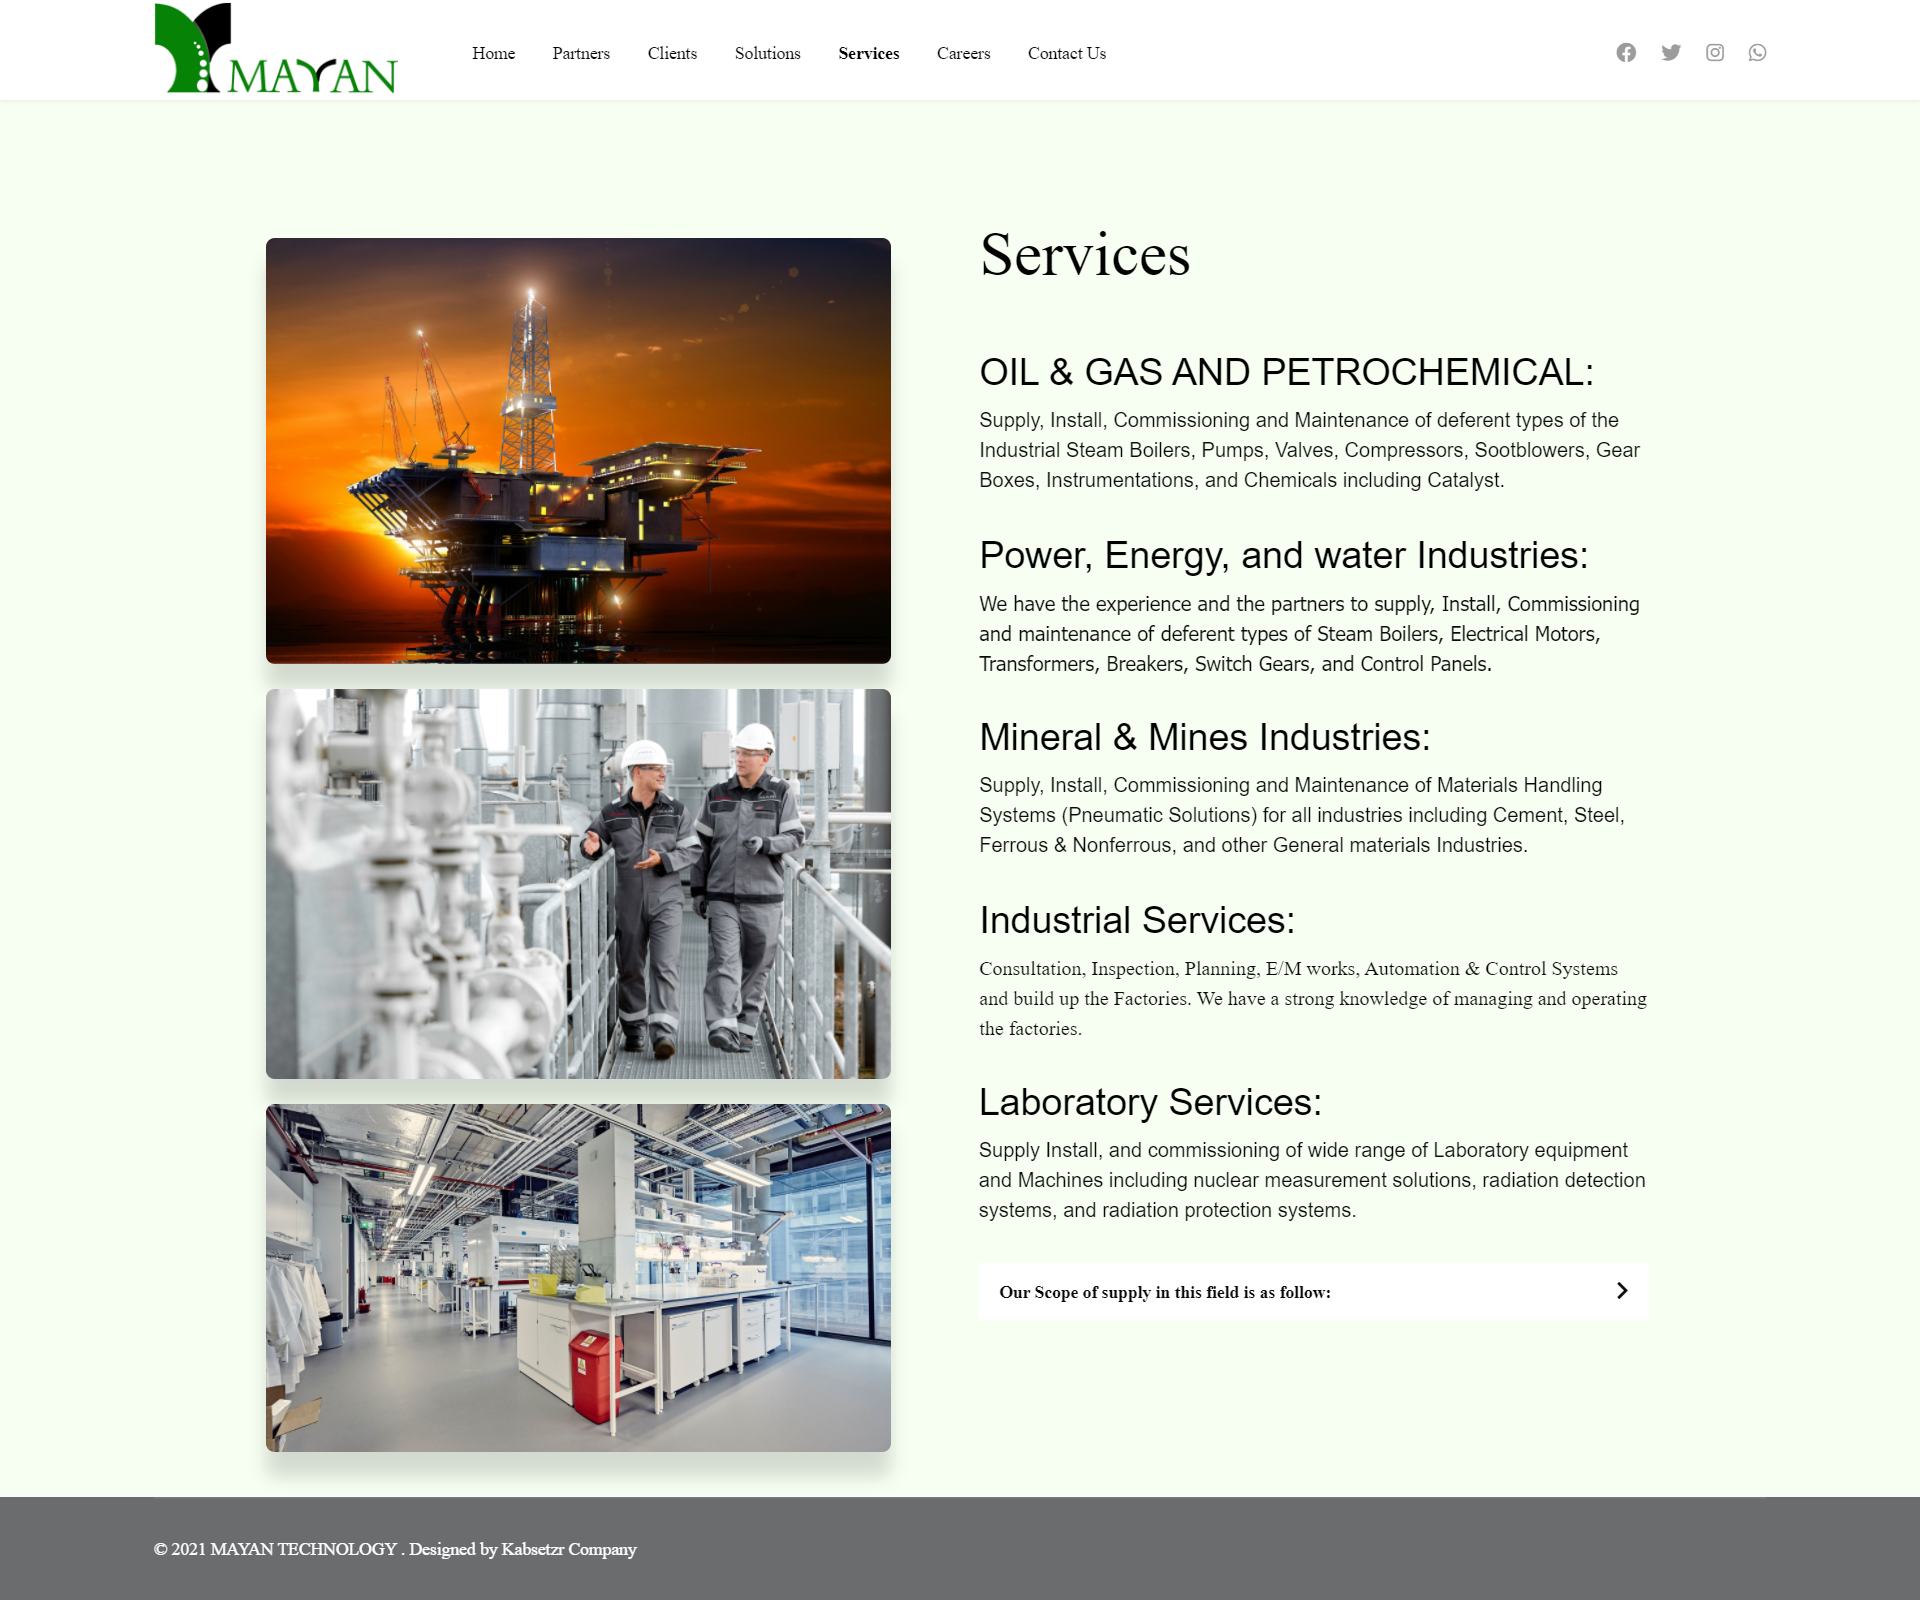 MAYAN
Home Partners Clients Solutions Services Careers Contact Us
Services
OIL & GAS AND PETROCHEMICAL:
Supply, Install, Commissioning and Maintenance of deferent types of the
Industrial Steam Boilers, Pumps, Valves, Compressors, Sootblowers, Gear
Boxes, Instrumentations, and Chemicals including Catalyst.
Power, Energy, and water Industries:
We have the experience and the partners to supply, Install, Commissioning
and maintenance of deferent types of Steam Boilers, Electrical Motors,
Transformers, Breakers, Switch Gears, and Control Panels.
Mineral & Mines Industries:
Supply, Install, Commissioning and Maintenance of Materials Handling
Systems (Pneumatic Solutions) for all industries including Cement, Steel,
Ferrous & Nonferrous, and other General materials Industries.
Industrial Services:
Consultation, Inspection, Planning, E/M works, Automation & Control Systems
and build up the Factories. We have a strong knowledge of managing and operating
the factories.
Laboratory Services:
Supply Install, and commissioning of wide range of Laboratory equipment
and Machines including nuclear measurement solutions, radiation detection
systems, and radiation protection systems.
Our Scope of supply in this field is as follow:
© 2021 MAYAN TECHNOLOGY . Designed by Kabsetzr Company